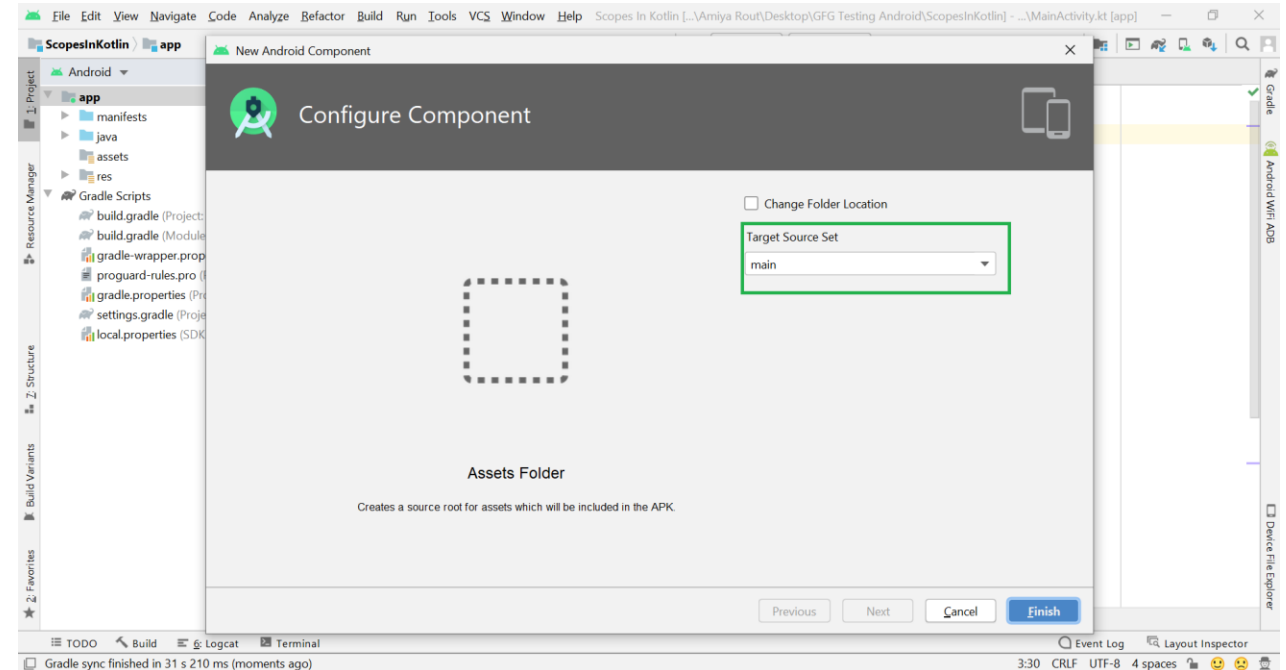 File Edit View Navigate Code Analyze Refactor Build Run Tools VCS Window Help Scopes In Kotlin [...\Amiya Rout\Desktop\GFG Testing Android\ScopesInKotlin] - ...\MainActivity.kt [app]
ScopesInKotlin app
New Android Component
Android
Configure Component
1: Project
Resource Manager
Z: Structure
Build Variants
2: Favorites
app
manifests
java
assets
res
Gradle Scripts
build.gradle (Project:
build.gradle (Module
gradle-wrapper.prop
proguard-rules.pro (
gradle.properties (Pro
settings.gradle (Proje
local.properties (SDK
Change Folder Location
Target Source Set
main
Assets Folder
Creates a source root for assets which will be included in the APK.
Previous Next Cancel Finish
Gradle
Android WiFi ADB
Device File Explorer
TODO Build 6: Logcat Terminal Event Log Layout Inspector
Gradle sync finished in 31 s 210 ms (moments ago) 3:30 CRLF UTF-8 4 spaces